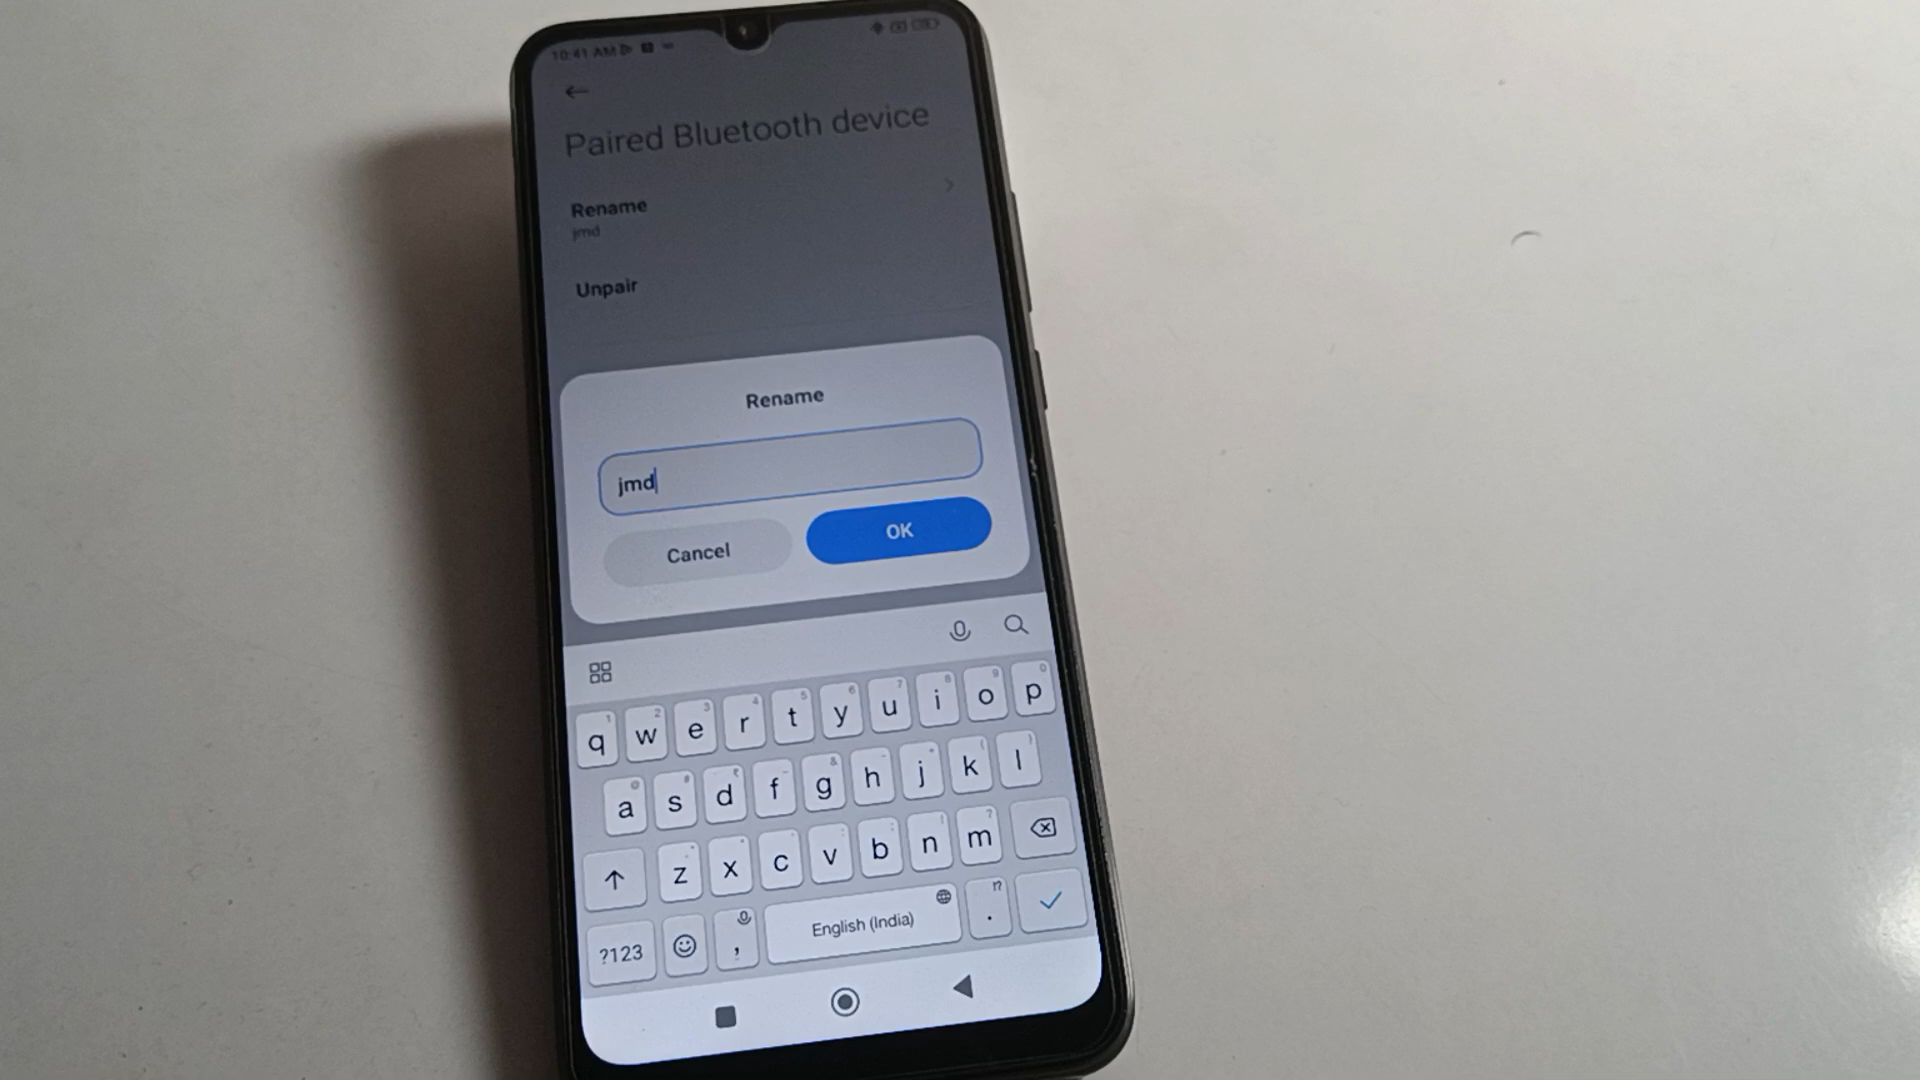 10:41 AM
Paired Bluetooth device
Rename
jmd
Unpair
Rename
jmd
Cancel
OK
q w e r t y u i o p
a s d f g h j k l
z x c v b n m
?123 , English (India) .